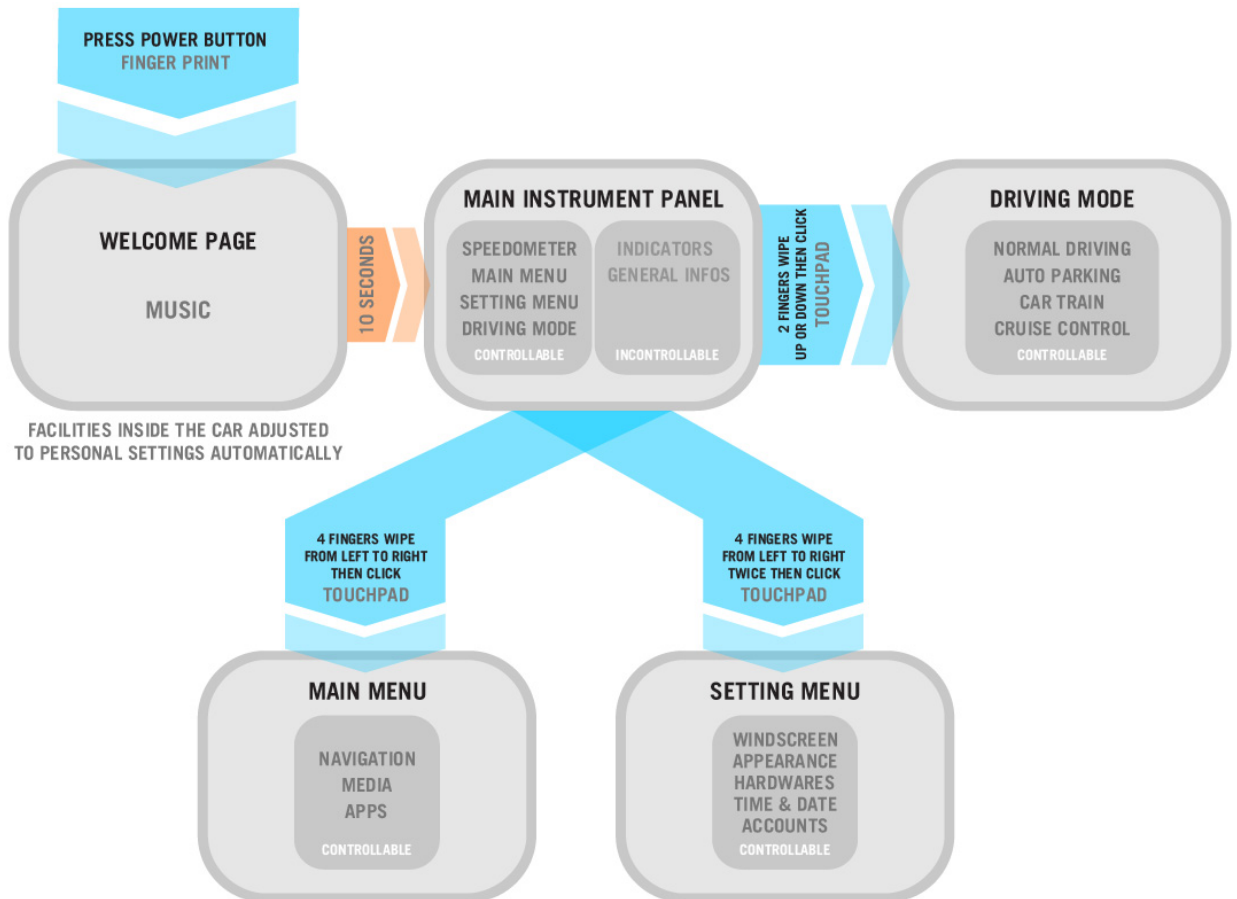 PRESS POWER BUTTON
FINGER PRINT
WELCOME PAGE
MUSIC
FACILITIES INSIDE THE CAR ADJUSTED
TO PERSONAL SETTINGS AUTOMATICALLY
10 SECONDS
MAIN INSTRUMENT PANEL
SPEEDOMETER
MAIN MENU
SETTING MENU
DRIVING MODE
CONTROLLABLE
INDICATORS
GENERAL INFOS
INCONTROLLABLE
2 FINGERS WIPE
UP OR DOWN THEN CLICK
TOUCHPAD
DRIVING MODE
NORMAL DRIVING
AUTO PARKING
CAR TRAIN
CRUISE CONTROL
CONTROLLABLE
4 FINGERS WIPE
FROM LEFT TO RIGHT
THEN CLICK
TOUCHPAD
4 FINGERS WIPE
FROM LEFT TO RIGHT
TWICE THEN CLICK
TOUCHPAD
MAIN MENU
NAVIGATION
MEDIA
APPS
CONTROLLABLE
SETTING MENU
WINDSCREEN
APPEARANCE
HARDWARES
TIME & DATE
ACCOUNTS
CONTROLLABLE